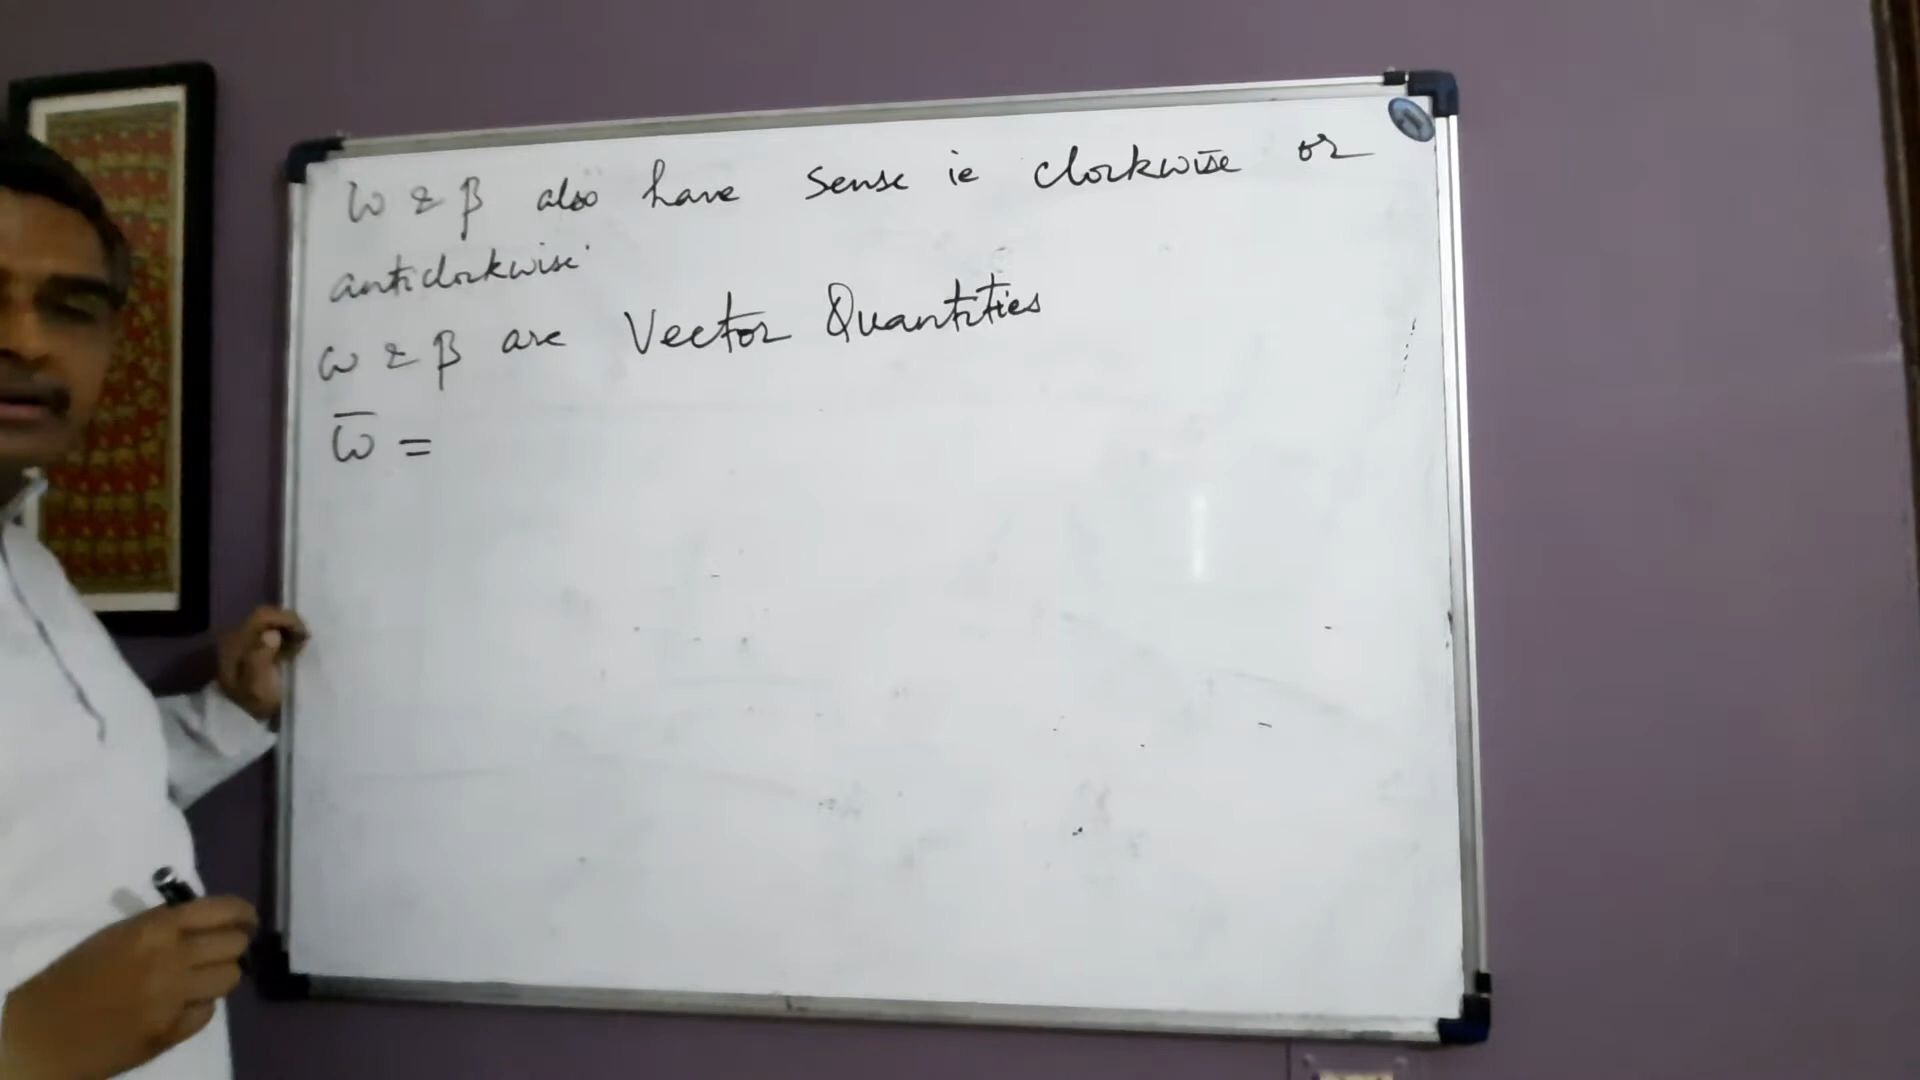 ω & β also have sense ie clockwise or
anticlockwise
ω & β are Vector Quantities
ω̅ =